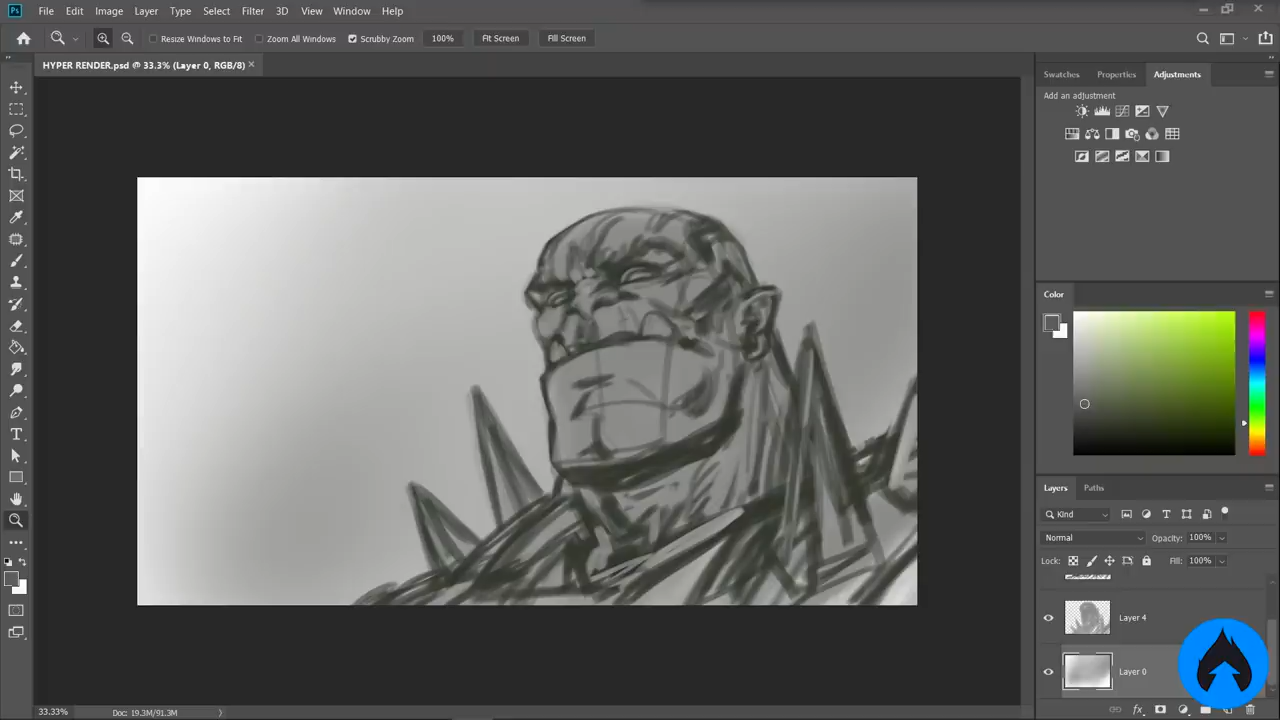 Ps File Edit Image Layer Type Select Filter 3D View Window Help
Resize Windows to Fit Zoom All Windows Scrubby Zoom 100% Fit Screen Fill Screen
HYPER RENDER.psd @ 33.3% (Layer 0, RGB/8)
Swatches Properties Adjustments
Add an adjustment
Color
Layers Paths
Kind
Normal Opacity: 100%
Lock: Fill: 100%
Layer 4
Layer 0
33.33% Doc: 19.3M/91.3M